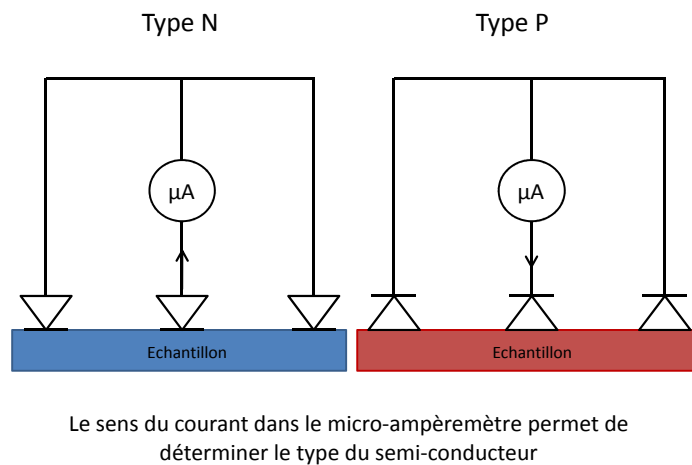 Type N
Type P
µA
µA
Echantillon
Echantillon
Le sens du courant dans le micro-ampèremètre permet de
déterminer le type du semi-conducteur